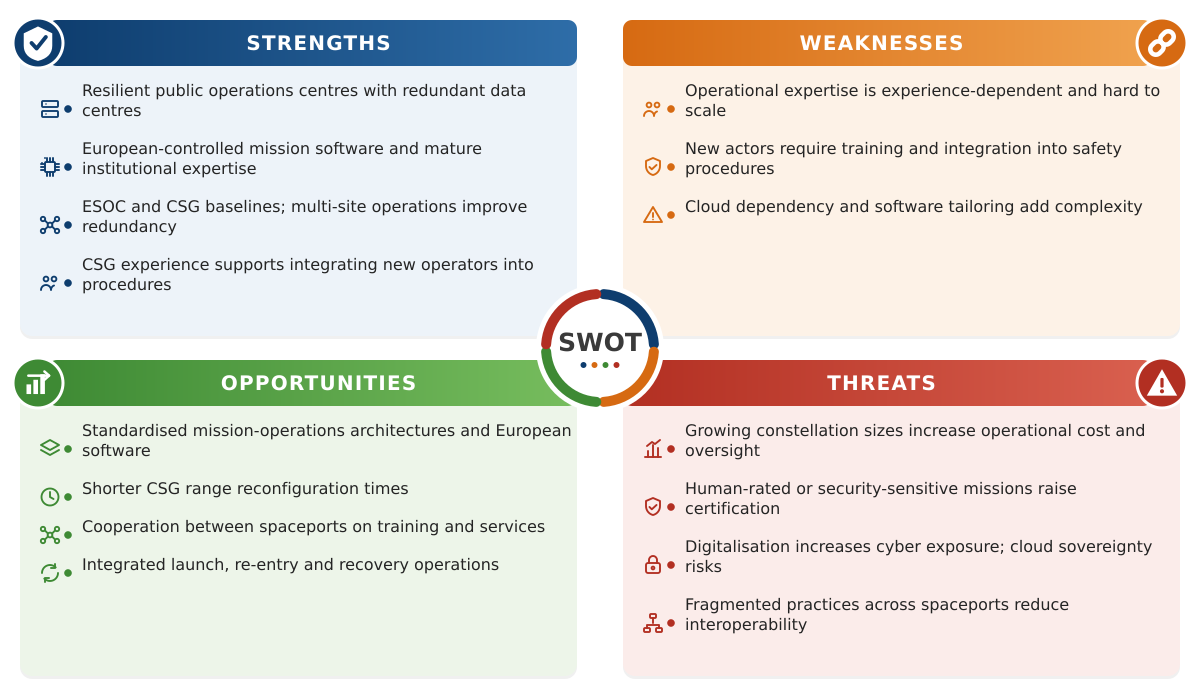 STRENGTHS
Resilient public operations centres with redundant data
centres
European-controlled mission software and mature
institutional expertise
ESOC and CSG baselines; multi-site operations improve
redundancy
CSG experience supports integrating new operators into
procedures
WEAKNESSES
Operational expertise is experience-dependent and hard to
scale
New actors require training and integration into safety
procedures
Cloud dependency and software tailoring add complexity
SWOT
OPPORTUNITIES
Standardised mission-operations architectures and European
software
Shorter CSG range reconfiguration times
Cooperation between spaceports on training and services
Integrated launch, re-entry and recovery operations
THREATS
Growing constellation sizes increase operational cost and
oversight
Human-rated or security-sensitive missions raise
certification
Digitalisation increases cyber exposure; cloud sovereignty
risks
Fragmented practices across spaceports reduce
interoperability